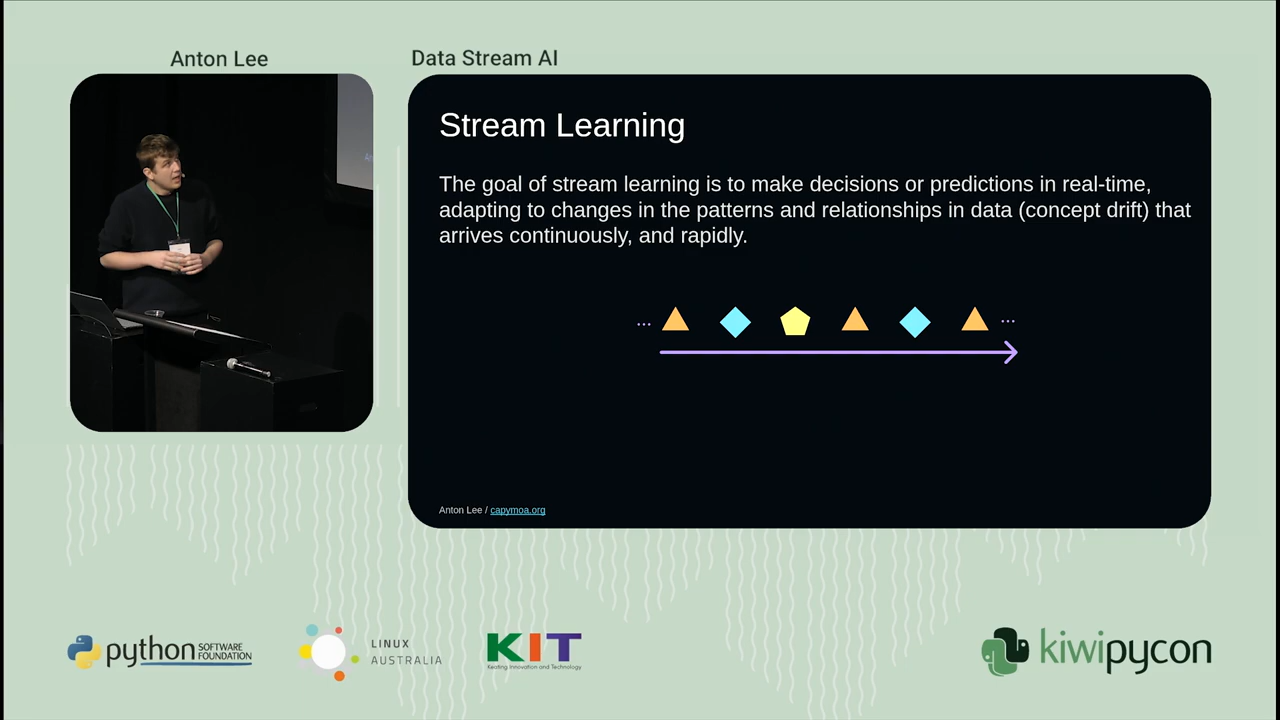 Anton Lee
Data Stream AI
Stream Learning
The goal of stream learning is to make decisions or predictions in real-time,
adapting to changes in the patterns and relationships in data (concept drift) that
arrives continuously, and rapidly.
...
...
Anton Lee / capymoa.org
python SOFTWARE
FOUNDATION
LINUX
AUSTRALIA
KIT
Keating Innovation and Technology
kiwipycon